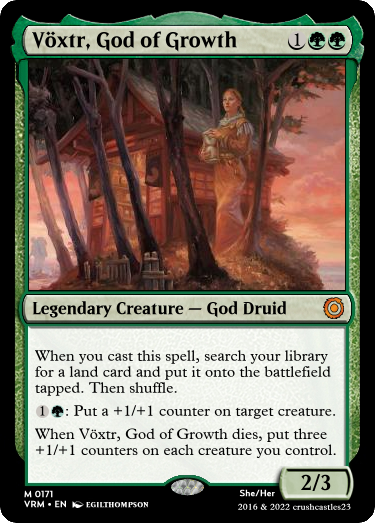 Vöxtr, God of Growth 1
Legendary Creature — God Druid
When you cast this spell, search your library
for a land card and put it onto the battlefield
tapped. Then shuffle.
1 : Put a +1/+1 counter on target creature.
When Vöxtr, God of Growth dies, put three
+1/+1 counters on each creature you control.
2/3
M 0171
VRM • EN EGILTHOMPSON
She/Her
2016 & 2022 crushcastles23